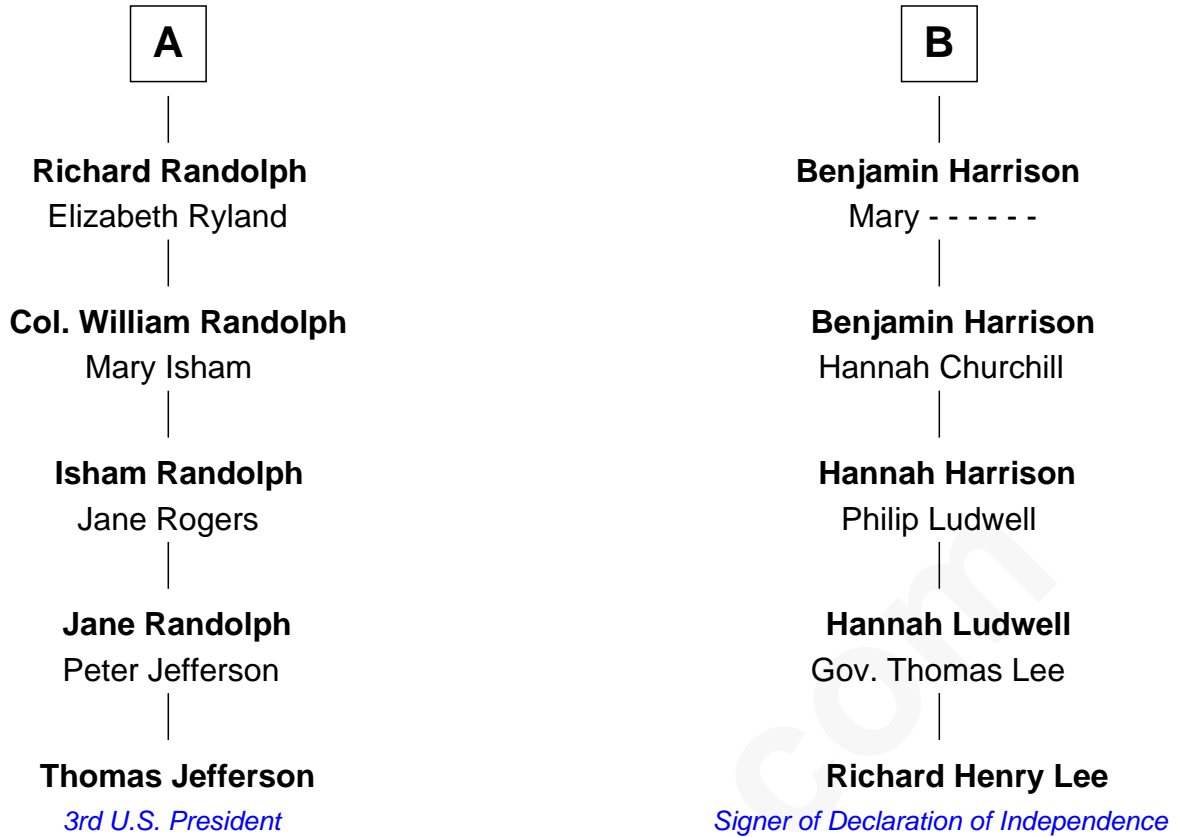 A
Richard Randolph
Elizabeth Ryland
Col. William Randolph
Mary Isham
Isham Randolph
Jane Rogers
Jane Randolph
Peter Jefferson
Thomas Jefferson
3rd U.S. President
B
Benjamin Harrison
Mary - - - - - -
Benjamin Harrison
Hannah Churchill
Hannah Harrison
Philip Ludwell
Hannah Ludwell
Gov. Thomas Lee
Richard Henry Lee
Signer of Declaration of Independence
com